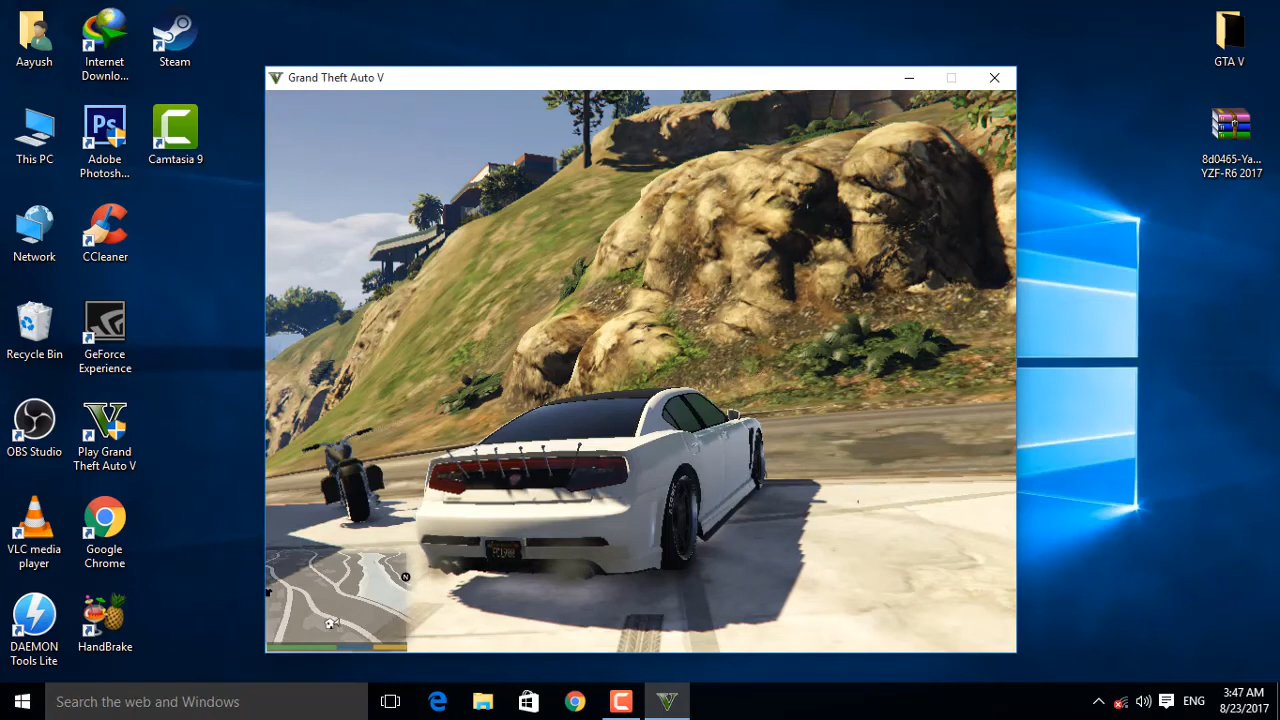 Aayush
Internet
Downlo...
Steam
GTA V
Grand Theft Auto V
This PC
Ps
Adobe
Photosh...
Camtasia 9
8d0465-Ya...
YZF-R6 2017
Network
CCleaner
Recycle Bin
GeForce
Experience
OBS Studio
Play Grand
Theft Auto V
VLC media
player
Google
Chrome
N
DAEMON
Tools Lite
HandBrake
Search the web and Windows
ENG
3:47 AM
8/23/2017